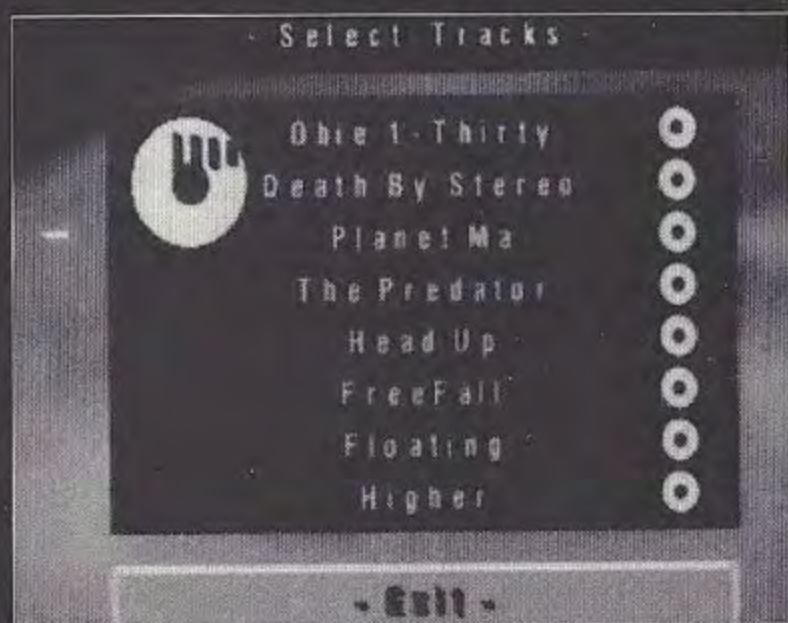 - Select Tracks -
Obie 1-Thirty
Death By Stereo
Planet Ma
The Predator
Head Up
FreeFall
Floating
Higher
- Exit -